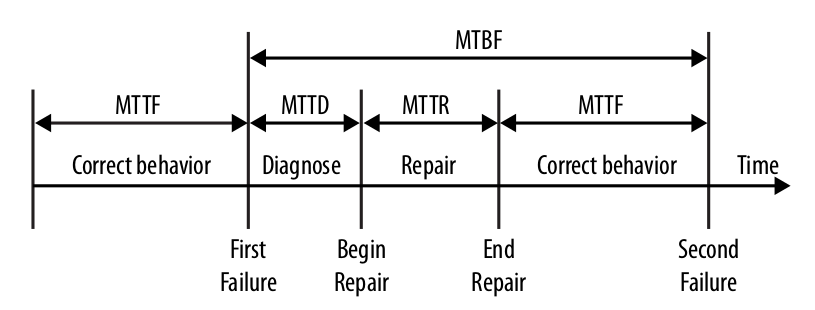 MTBF
MTTF MTTD MTTR MTTF
Correct behavior Diagnose Repair Correct behavior Time
First Begin End Second
Failure Repair Repair Failure